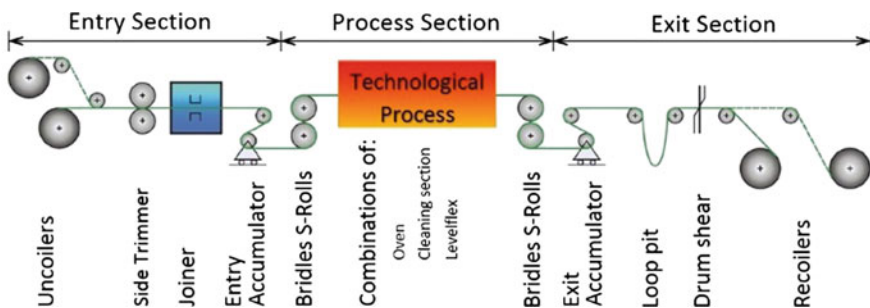 Entry Section
Process Section
Exit Section
Technological
Process
Uncoilers
Side Trimmer
Joiner
Entry
Accumulator
Bridles S-Rolls
Combinations of:
Oven
Cleaning section
Levelflex
Bridles S-Rolls
Exit
Accumulator
Loop pit
Drum shear
Recoilers